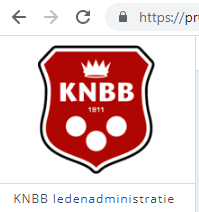 https://pr
KNBB
1911
KNBB ledenadministratie